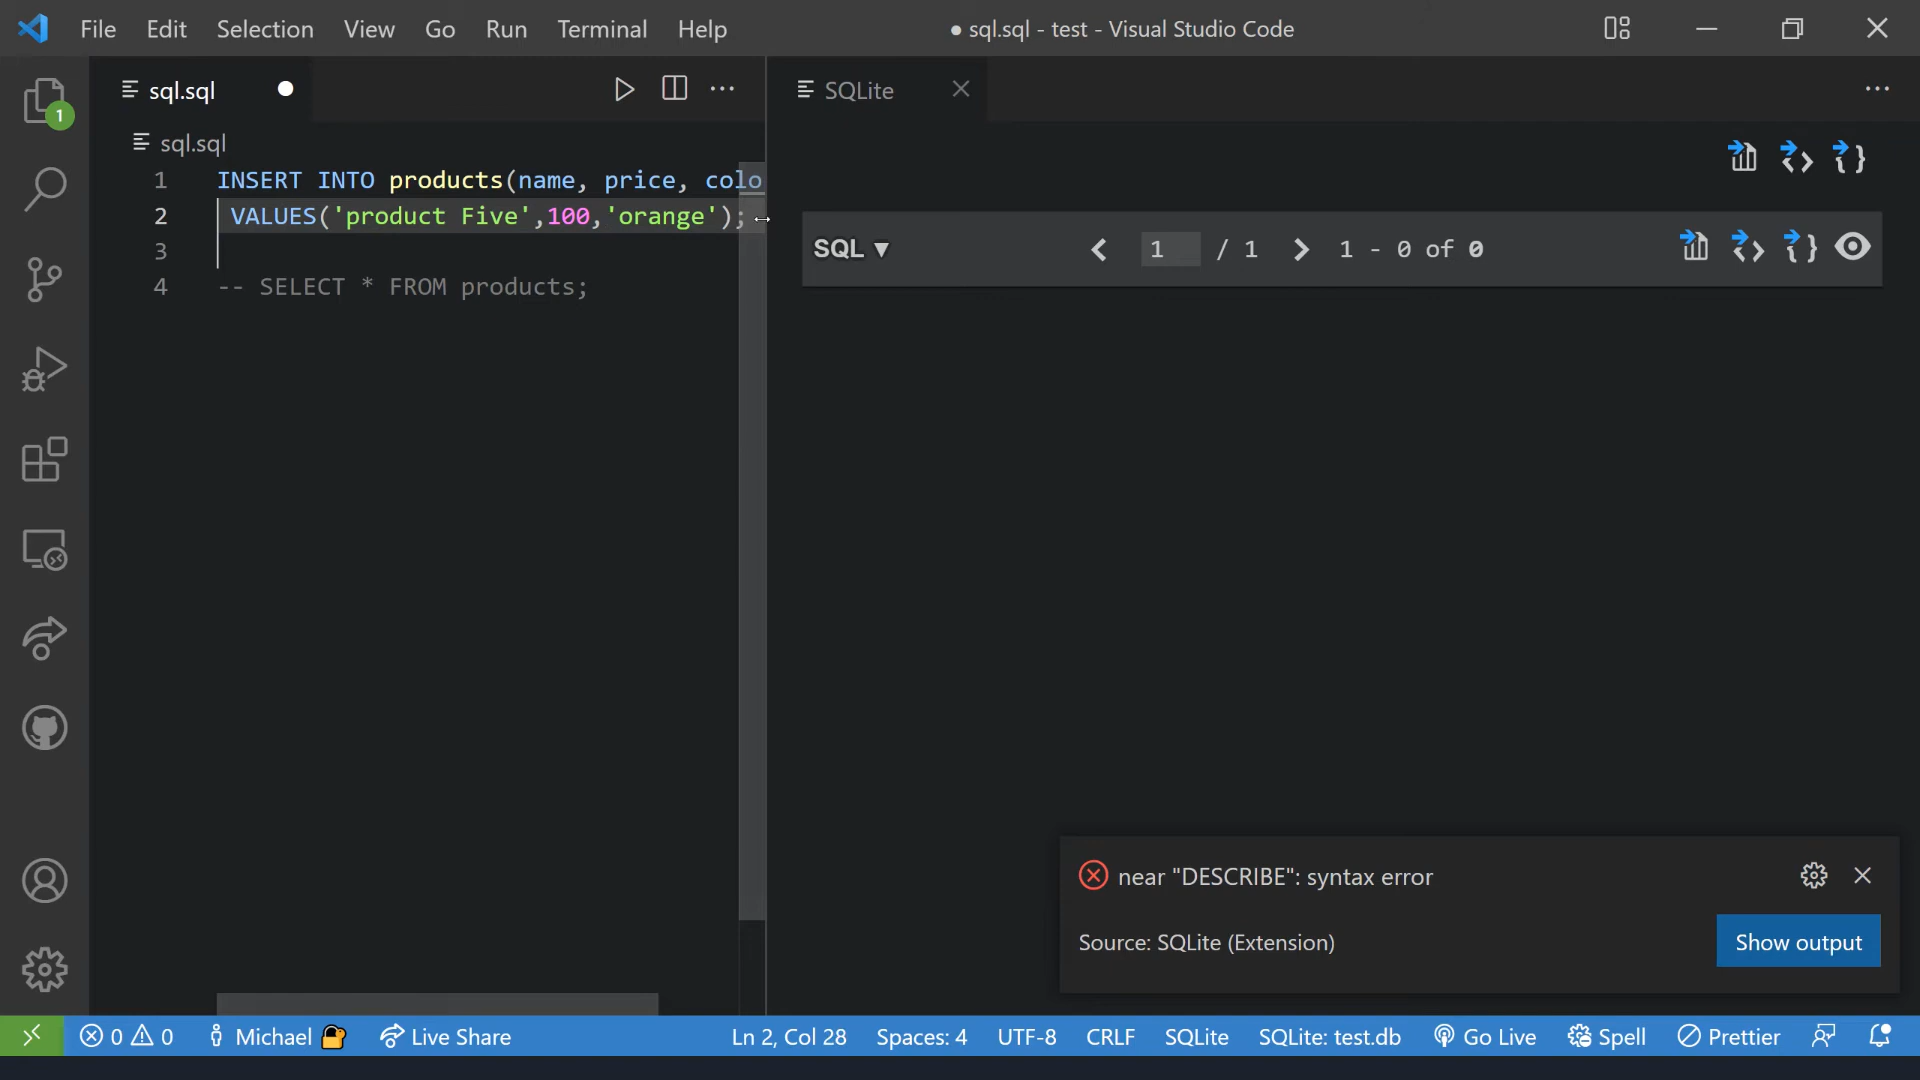 File Edit Selection View Go Run Terminal Help
● sql.sql - test - Visual Studio Code
sql.sql
SQLite
sql.sql
1 INSERT INTO products(name, price, colo
2 VALUES('product Five',100,'orange');
3
4 -- SELECT * FROM products;
1
SQL ▼ 1 / 1 1 - 0 of 0
near "DESCRIBE": syntax error
Source: SQLite (Extension)
Show output
0 0 Michael Live Share Ln 2, Col 28 Spaces: 4 UTF-8 CRLF SQLite SQLite: test.db Go Live Spell Prettier